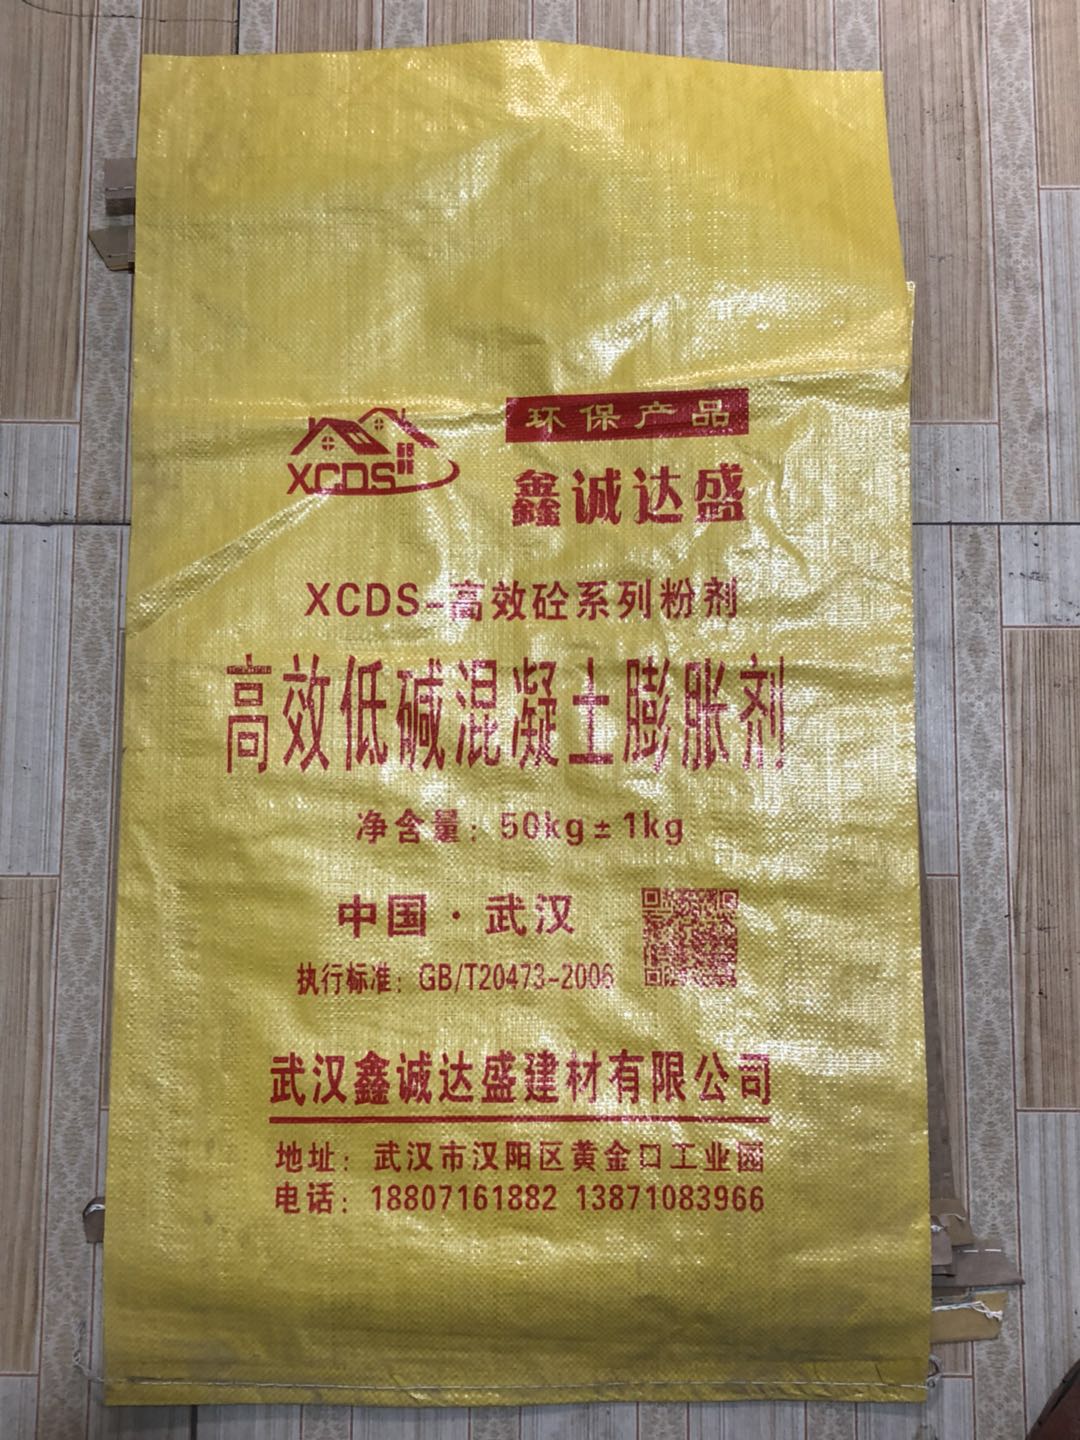 环保产品
XCDS
鑫诚达盛
XCDS-高效砼系列粉剂
高效低碱混凝土膨胀剂
净含量：50kg±1kg
中国·武汉
执行标准：GB/T20473-2006
武汉鑫诚达盛建材有限公司
地址：武汉市汉阳区黄金口工业园
电话：18807161882 13871083966